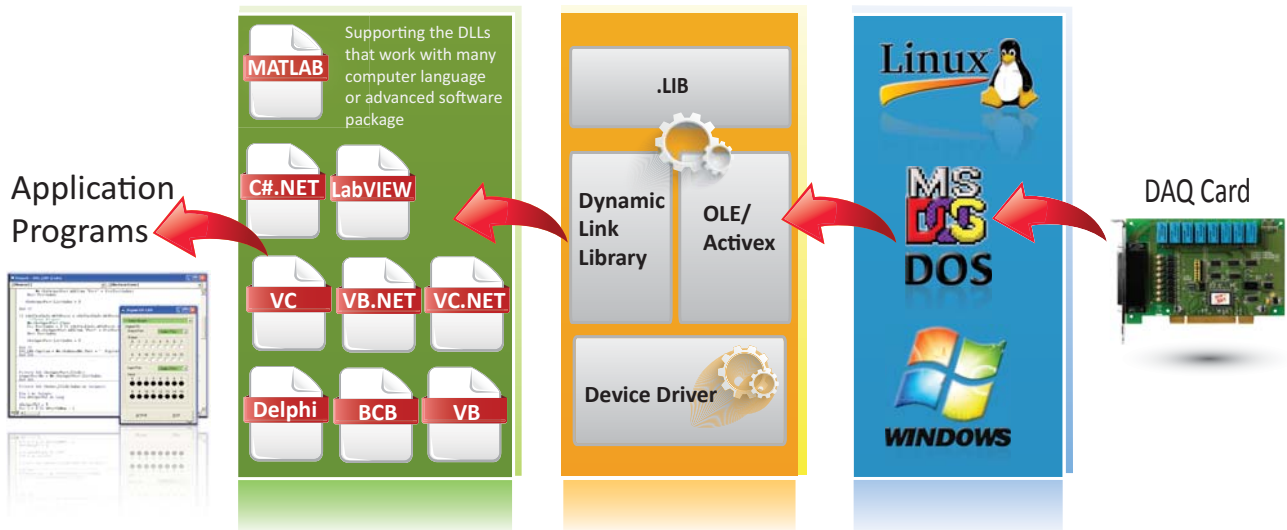 Application
Programs
MATLAB
Supporting the DLLs
that work with many
computer language
or advanced software
package
C#.NET
LabVIEW
VC
VB.NET
VC.NET
Delphi
BCB
VB
.LIB
Dynamic
Link
Library
OLE/
Activex
Device Driver
Linux
MS
DOS
DOS
WINDOWS
DAQ Card